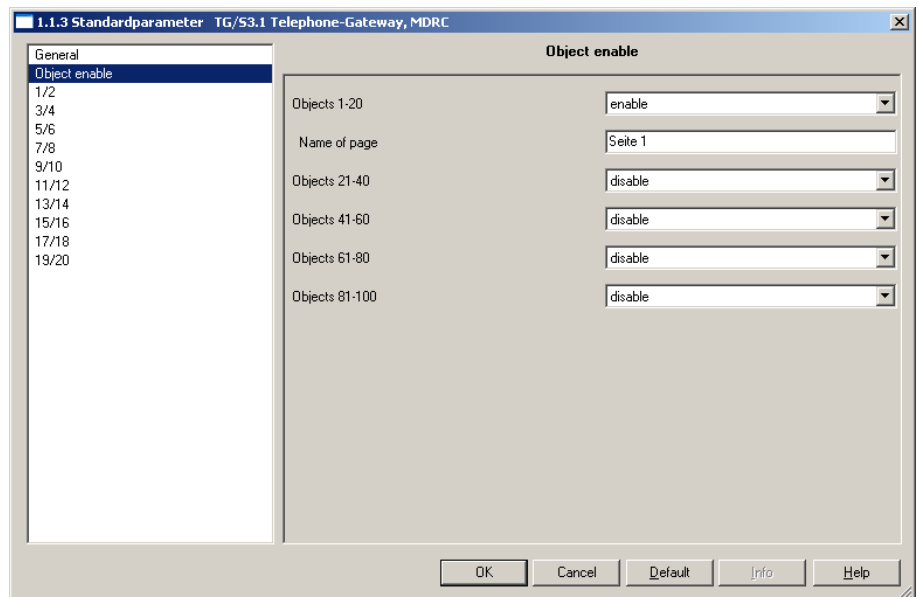 1.1.3 Standardparameter TG/S3.1 Telephone-Gateway, MDRC
General
Object enable
1/2
3/4
5/6
7/8
9/10
11/12
13/14
15/16
17/18
19/20
Object enable
Objects 1-20 enable
Name of page Seite 1
Objects 21-40 disable
Objects 41-60 disable
Objects 61-80 disable
Objects 81-100 disable
OK Cancel Default Info Help